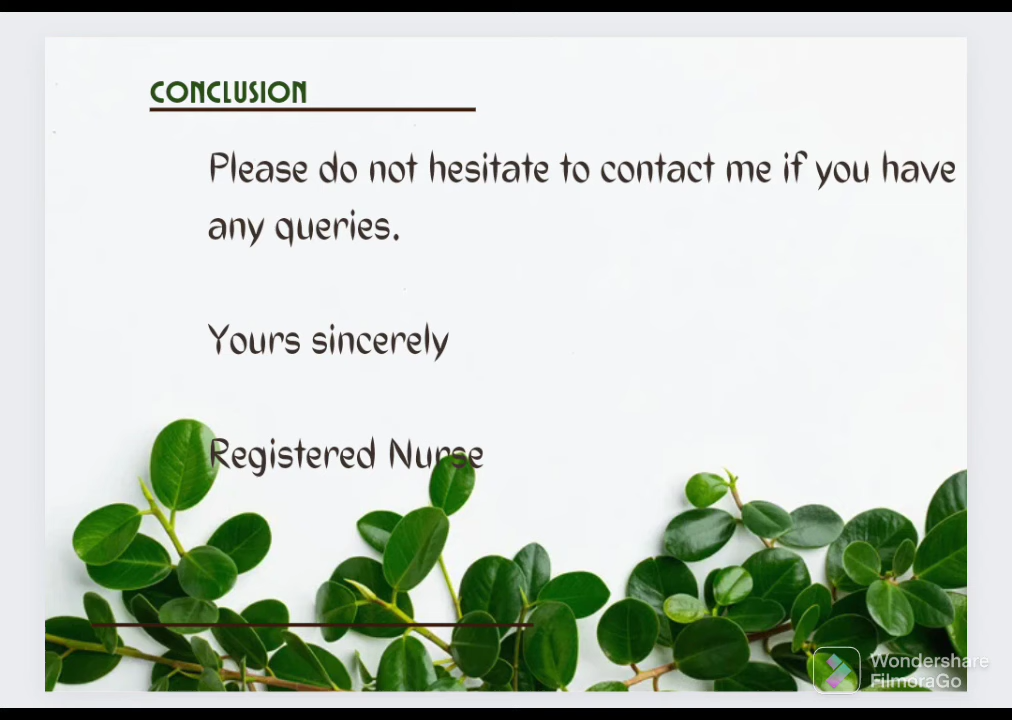 CONCLUSION
Please do not hesitate to contact me if you have
any queries.
Yours sincerely
Registered Nurse
Wondershare
FilmoraGo